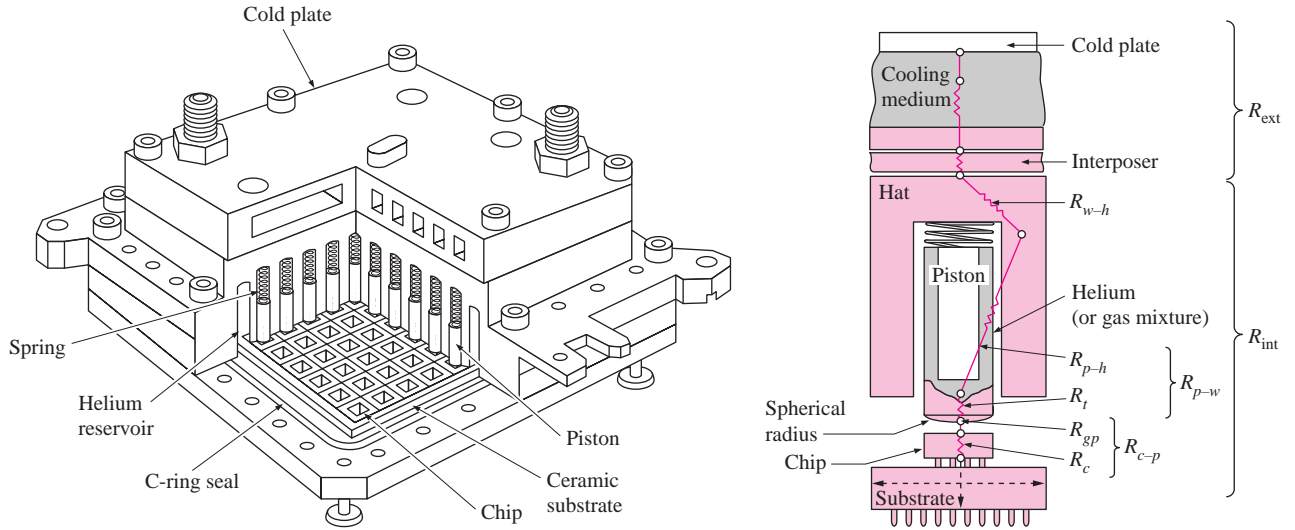 Cold plate
Spring
Helium
reservoir
C-ring seal
Chip
Ceramic
substrate
Piston
Cold plate
Cooling
medium
Interposer
R_ext
Hat
R_w–h
Piston
Helium
(or gas mixture)
R_p–h
R_int
R_p–w
R_t
Spherical
radius
R_gp
R_c–p
Chip
R_c
Substrate